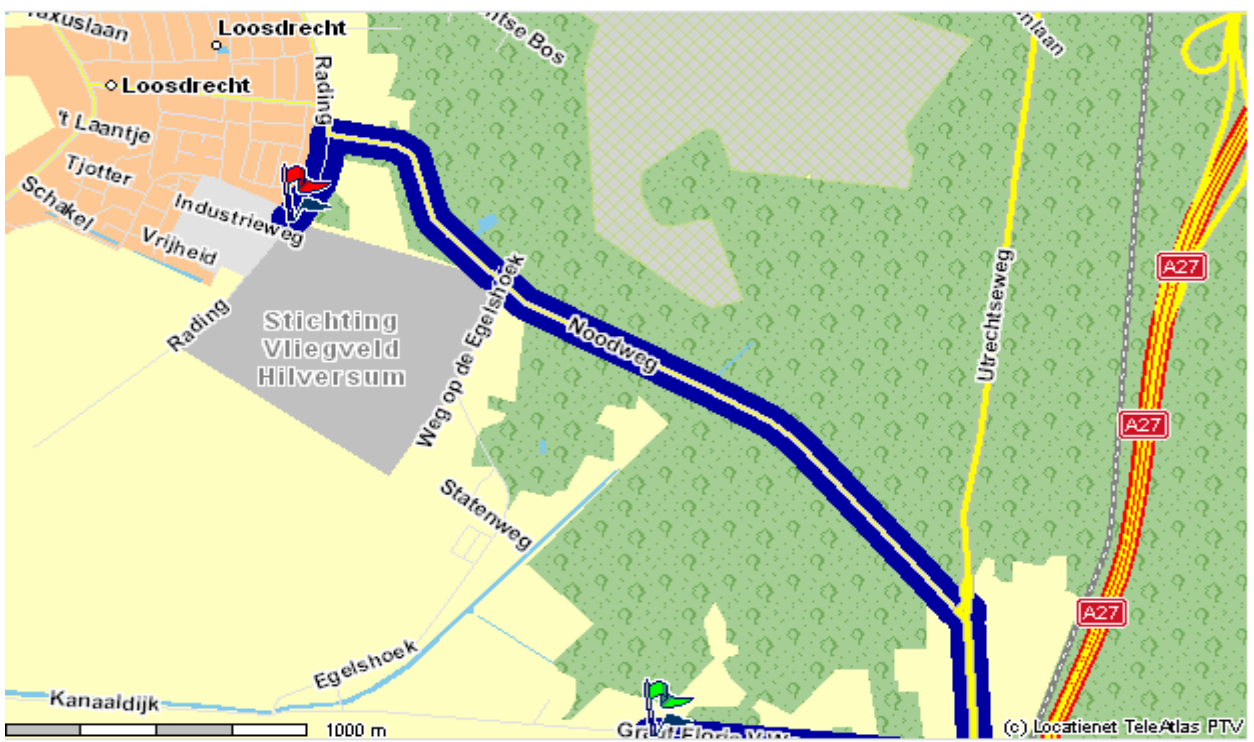 Taxuslaan
Loosdrecht
Loosdrecht
Rading
't Laantje
Tjotter
Schakel
Industrieweg
Vrijheid
Rading
Stichting
Vliegveld
Hilversum
Weg op de Egelshoek
Noodweg
Utrechtseweg
A27
A27
A27
Statenweg
Egelshoek
Kanaaldijk
1000 m
(c) Locatienet TeleAtlas PTV